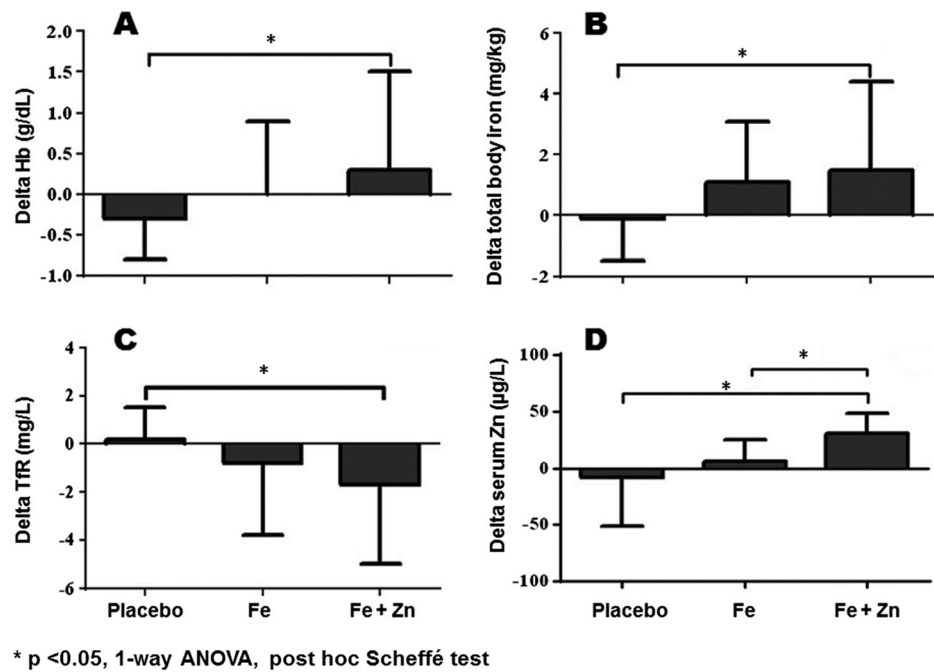 A
*
Delta Hb (g/dL)
2.0
1.5
1.0
0.5
0.0
-0.5
-1.0
B
*
Delta total body iron (mg/kg)
6
4
2
0
-2
C
*
Delta TfR (mg/L)
4
2
0
-2
-4
-6
Placebo Fe Fe + Zn
D
*
*
Delta serum Zn (µg/L)
100
50
0
-50
-100
Placebo Fe Fe + Zn
* p <0.05, 1-way ANOVA, post hoc Scheffé test